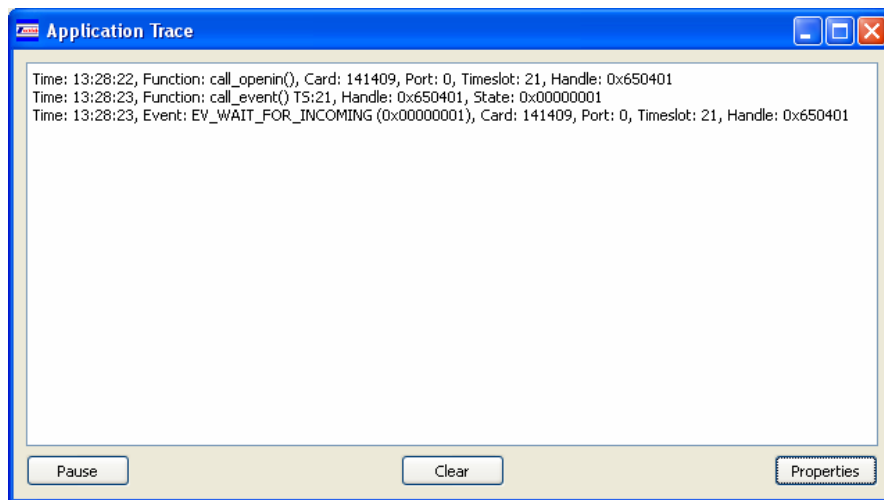 Application Trace
Time: 13:28:22, Function: call_openin(), Card: 141409, Port: 0, Timeslot: 21, Handle: 0x650401
Time: 13:28:23, Function: call_event() TS:21, Handle: 0x650401, State: 0x00000001
Time: 13:28:23, Event: EV_WAIT_FOR_INCOMING (0x00000001), Card: 141409, Port: 0, Timeslot: 21, Handle: 0x650401
Pause Clear Properties